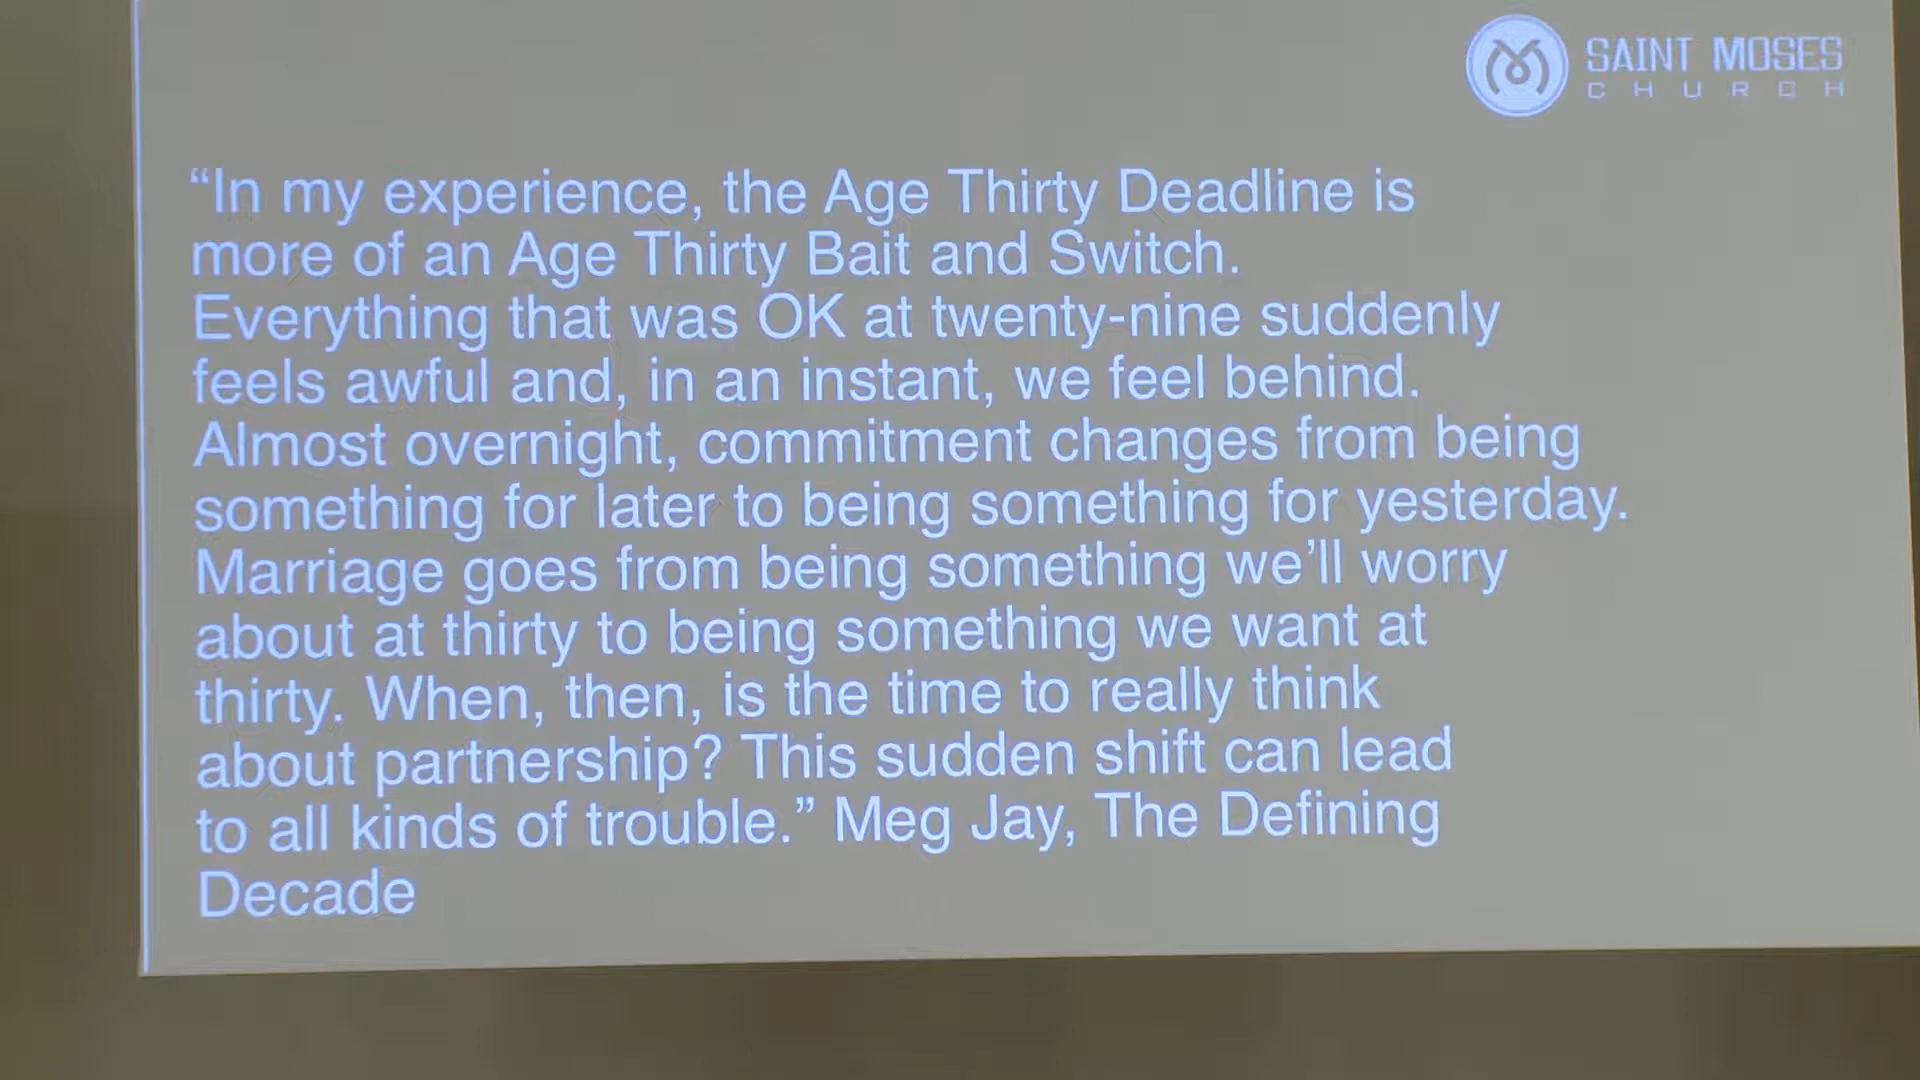 SAINT MOSES
CHURCH
“In my experience, the Age Thirty Deadline is
more of an Age Thirty Bait and Switch.
Everything that was OK at twenty-nine suddenly
feels awful and, in an instant, we feel behind.
Almost overnight, commitment changes from being
something for later to being something for yesterday.
Marriage goes from being something we’ll worry
about at thirty to being something we want at
thirty. When, then, is the time to really think
about partnership? This sudden shift can lead
to all kinds of trouble.” Meg Jay, The Defining
Decade